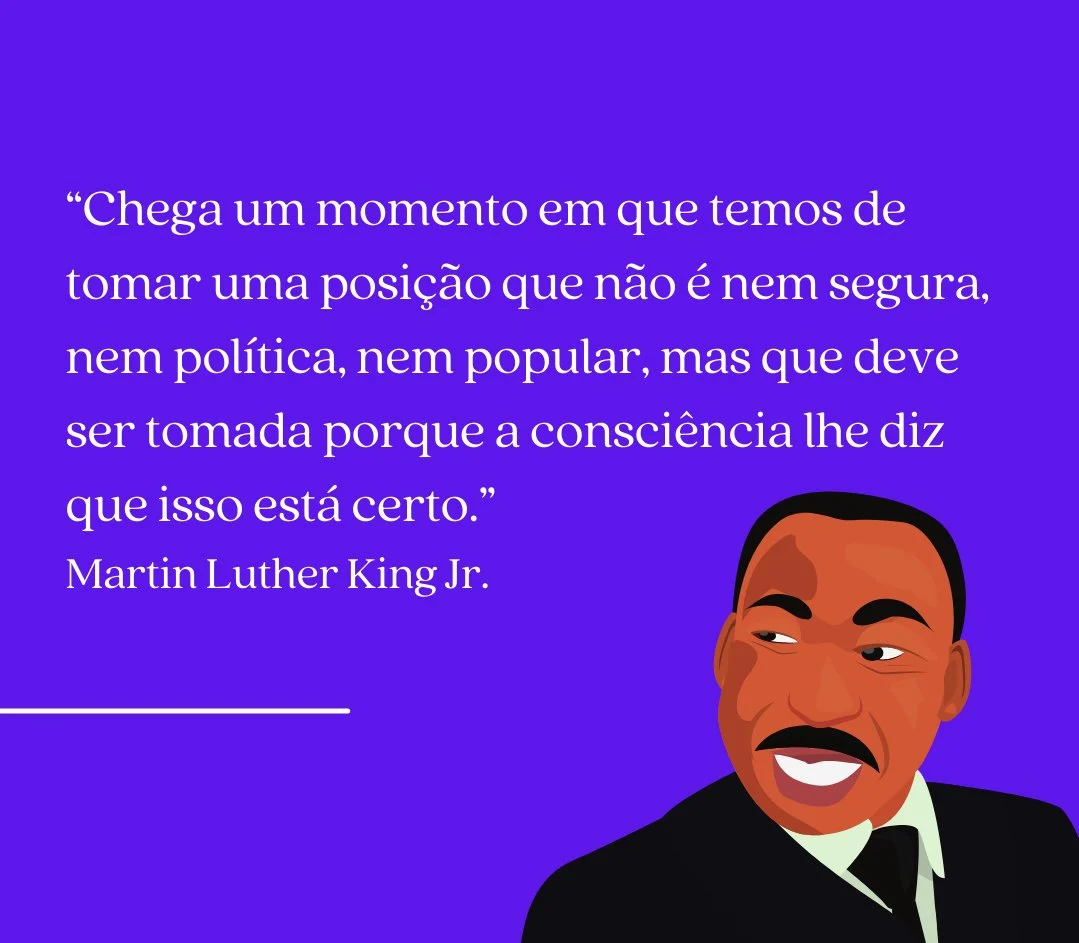 “Chega um momento em que temos de
tomar uma posição que não é nem segura,
nem política, nem popular, mas que deve
ser tomada porque a consciência lhe diz
que isso está certo.”
Martin Luther King Jr.